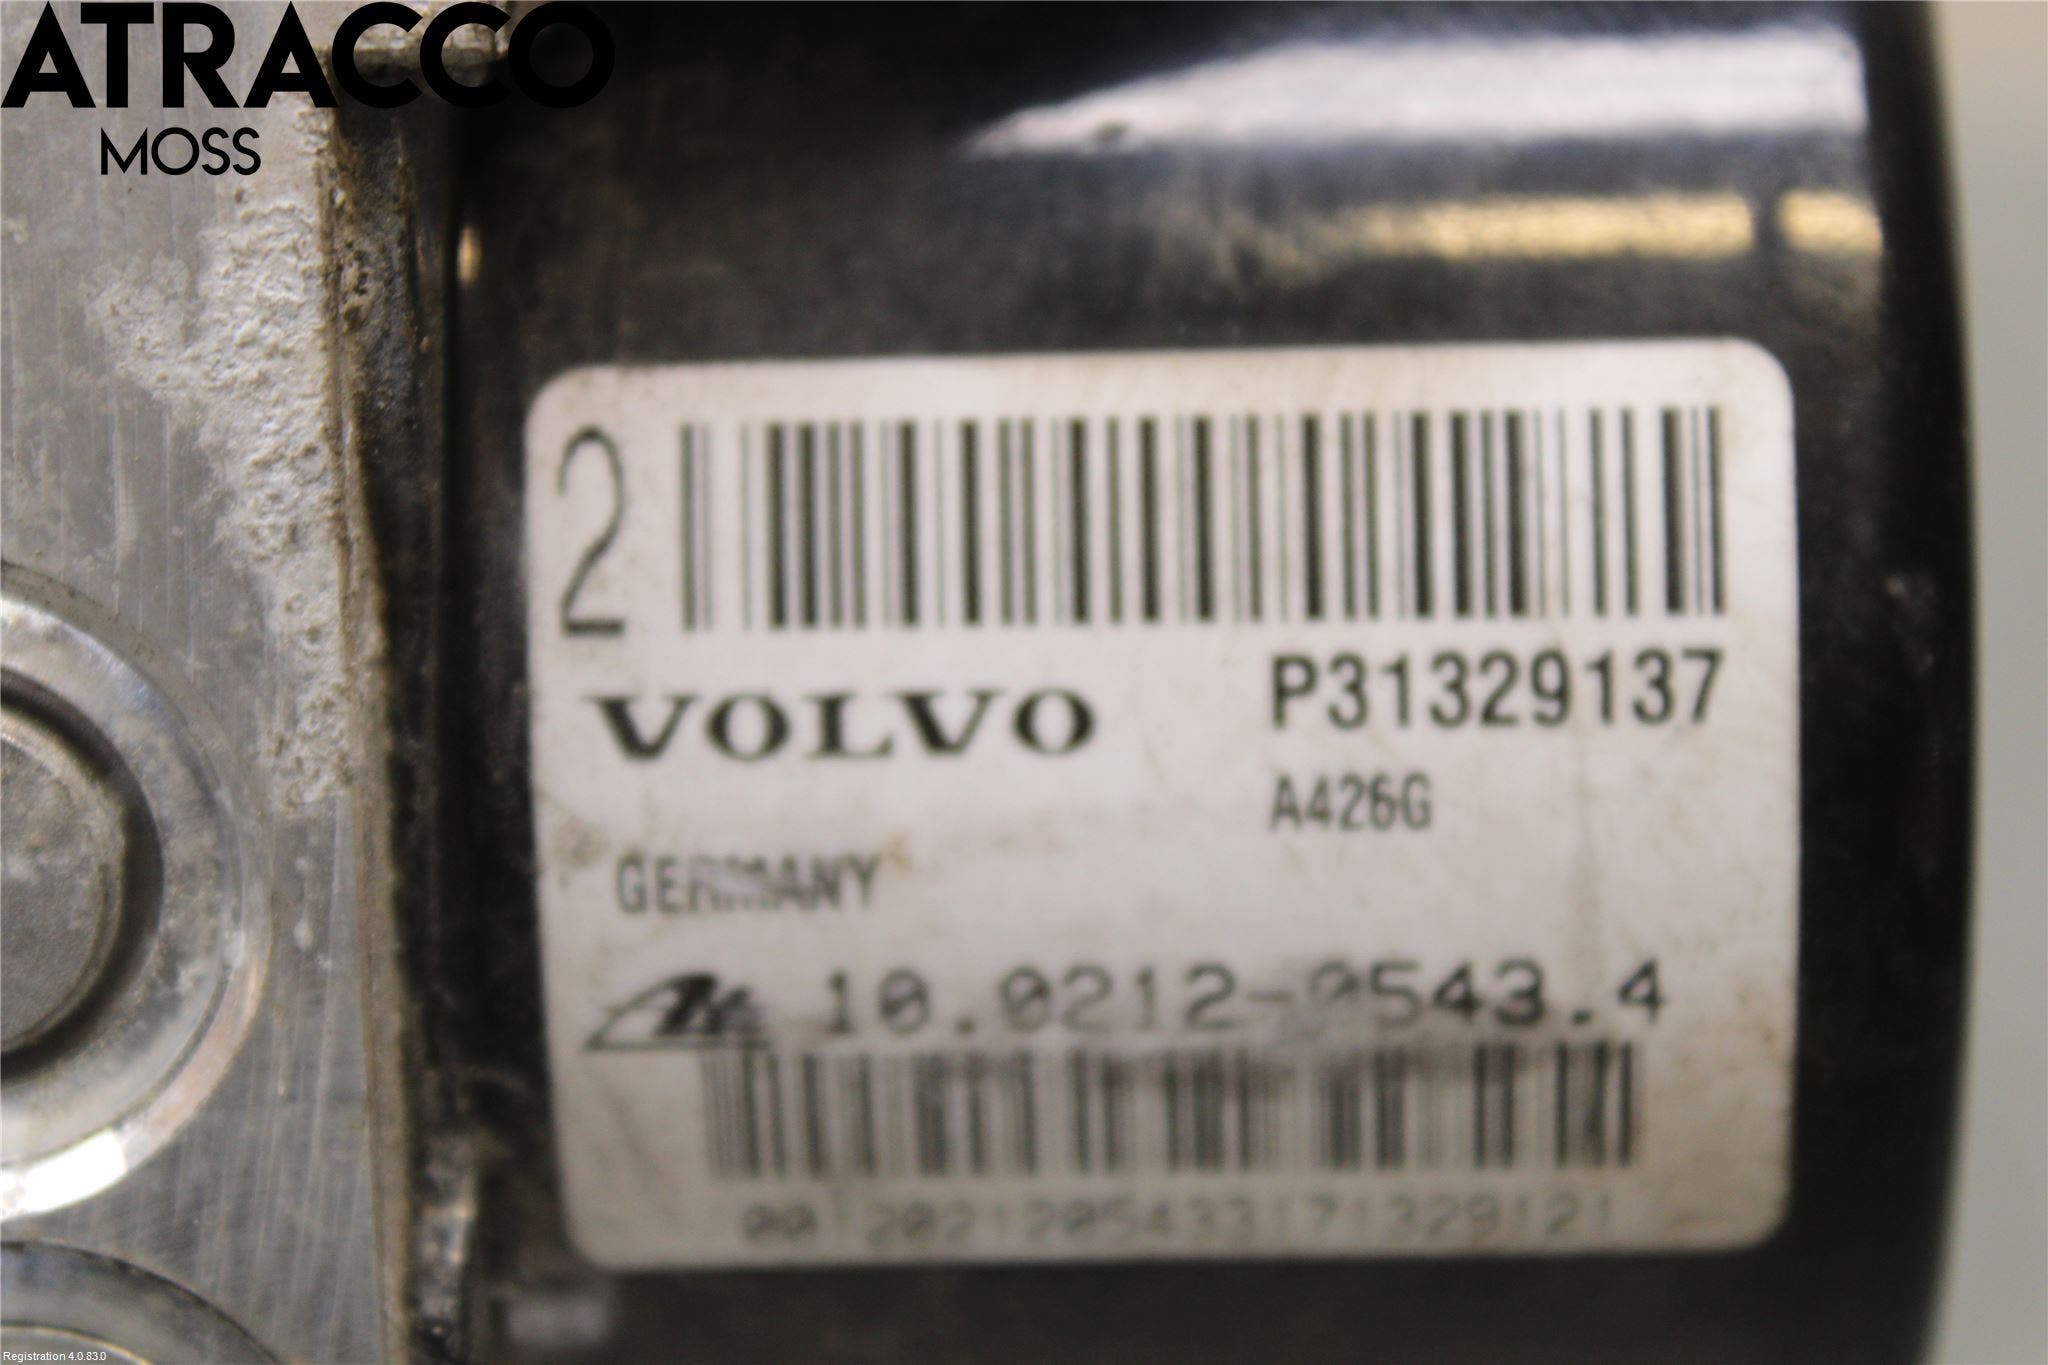 ATRACCO
MOSS
2
VOLVO
P31329137
A426G
GERMANY
10.0212-0543.4
Registration 4.0.83.0